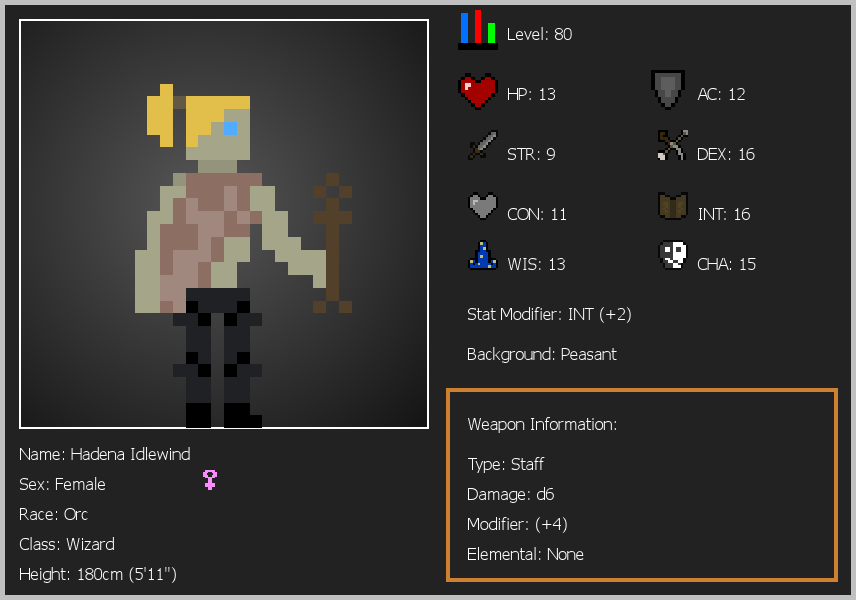 Level: 80
HP: 13
AC: 12
STR: 9
DEX: 16
CON: 11
INT: 16
WIS: 13
CHA: 15
Stat Modifier: INT (+2)
Background: Peasant
Weapon Information:
Type: Staff
Damage: d6
Modifier: (+4)
Elemental: None
Name: Hadena Idlewind
Sex: Female
Race: Orc
Class: Wizard
Height: 180cm (5'11")